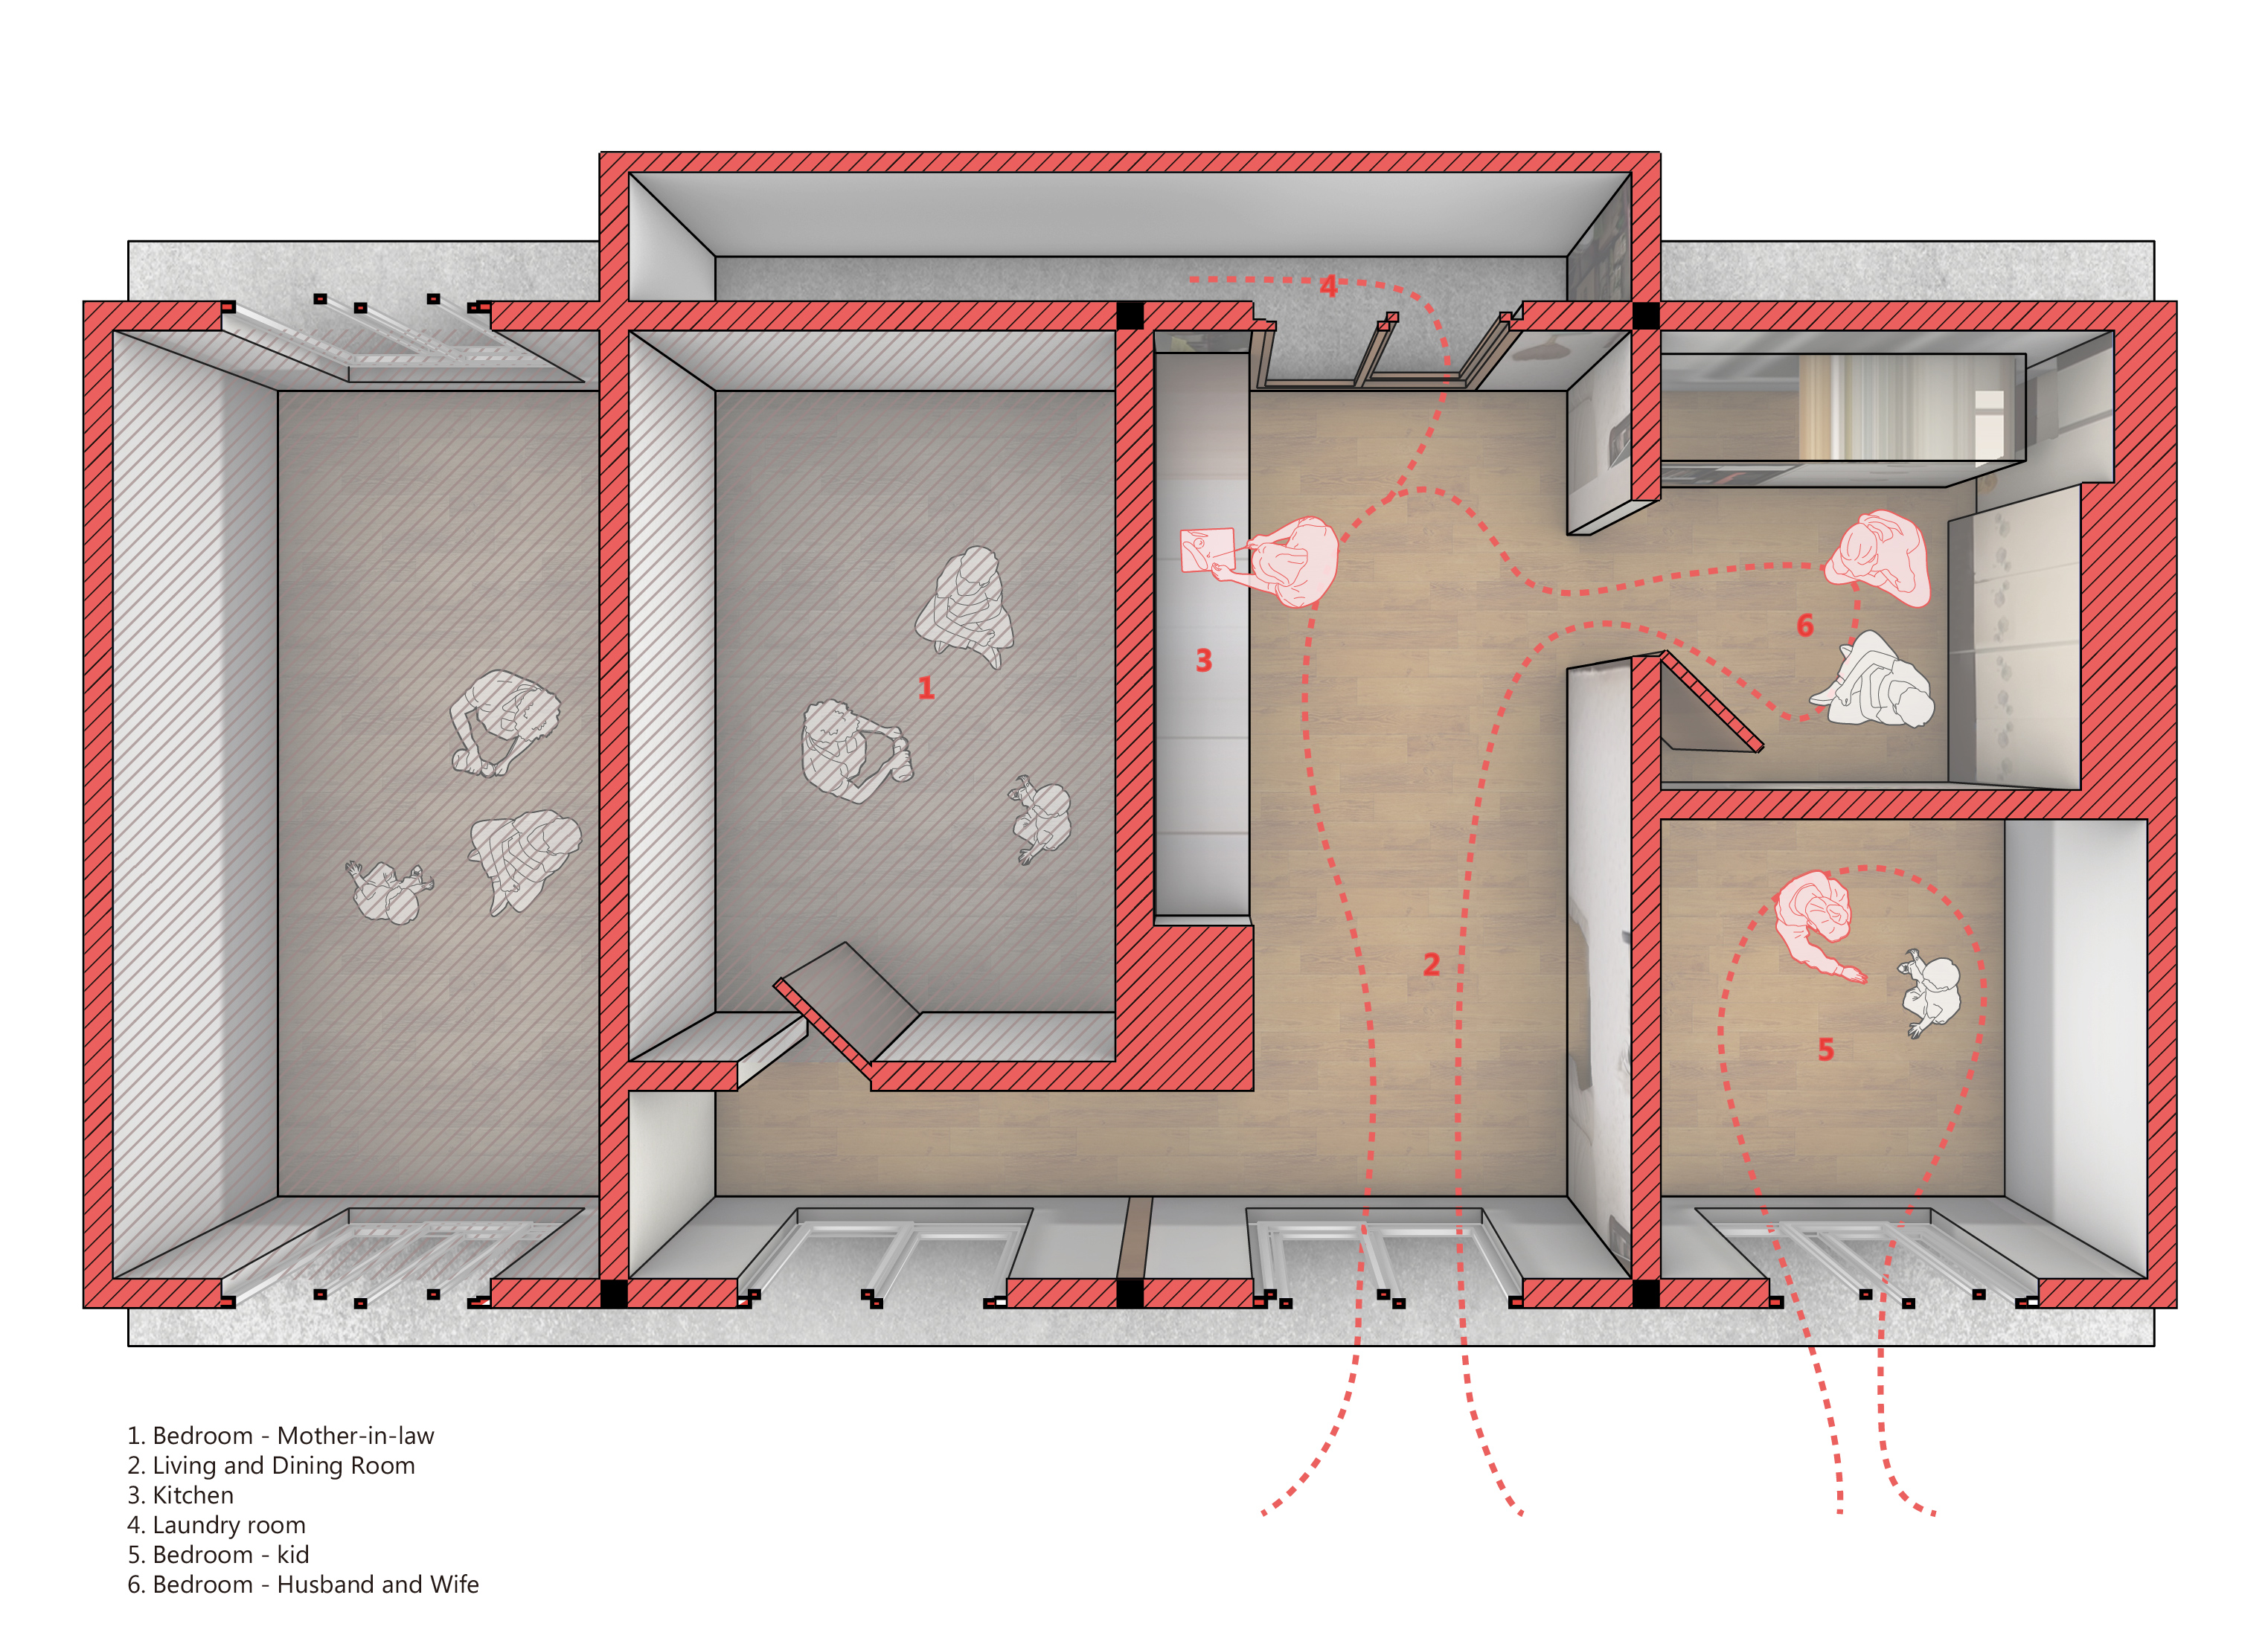 4
6
3
1
2
5
1. Bedroom - Mother-in-law
2. Living and Dining Room
3. Kitchen
4. Laundry room
5. Bedroom - kid
6. Bedroom - Husband and Wife